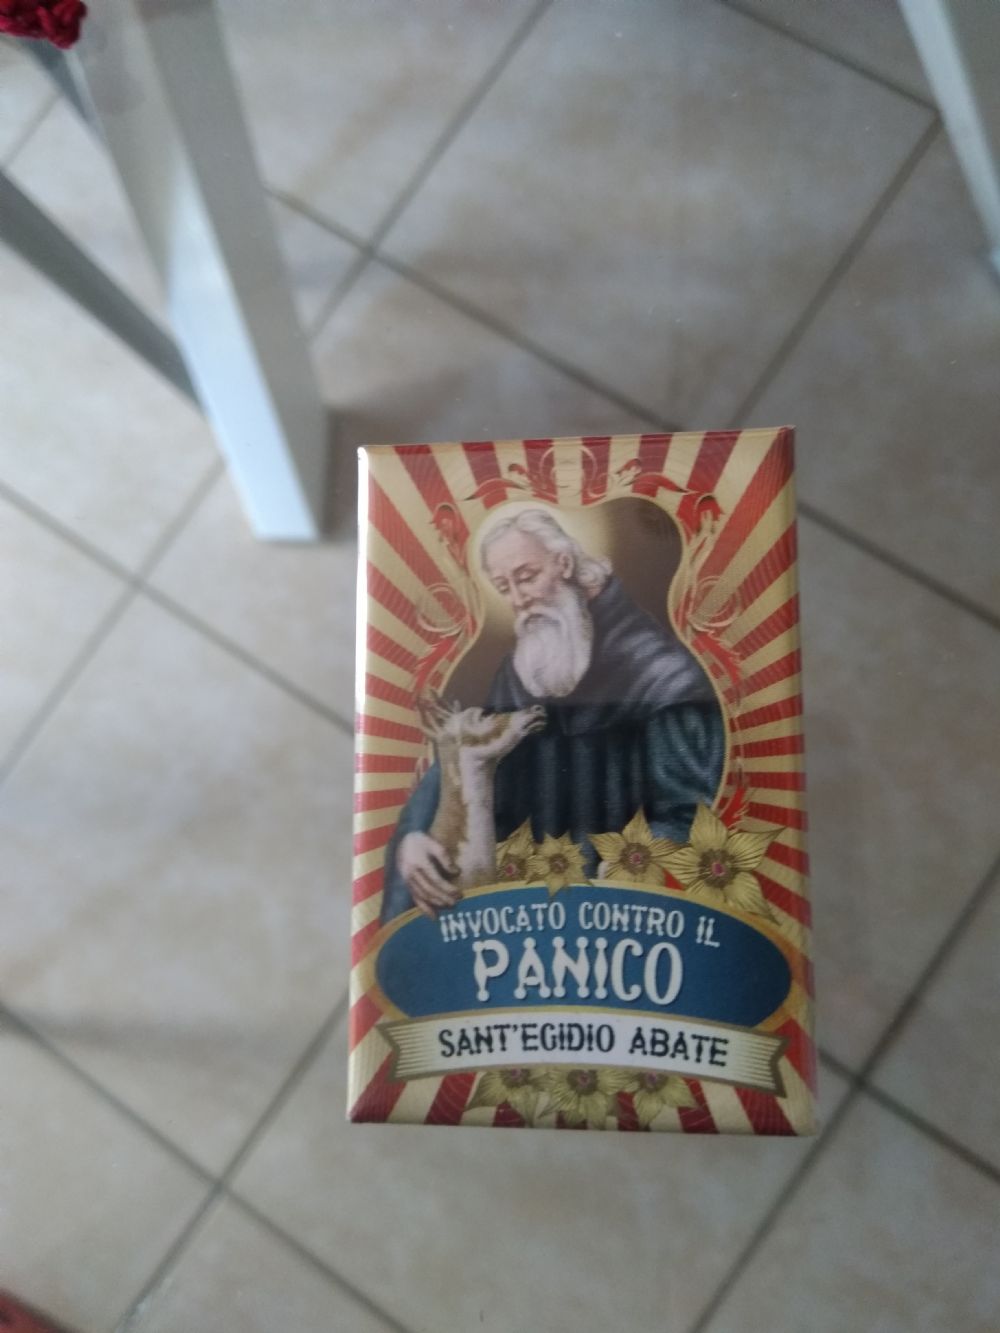 INVOCATO CONTRO IL
PANICO
SANT'EGIDIO ABATE